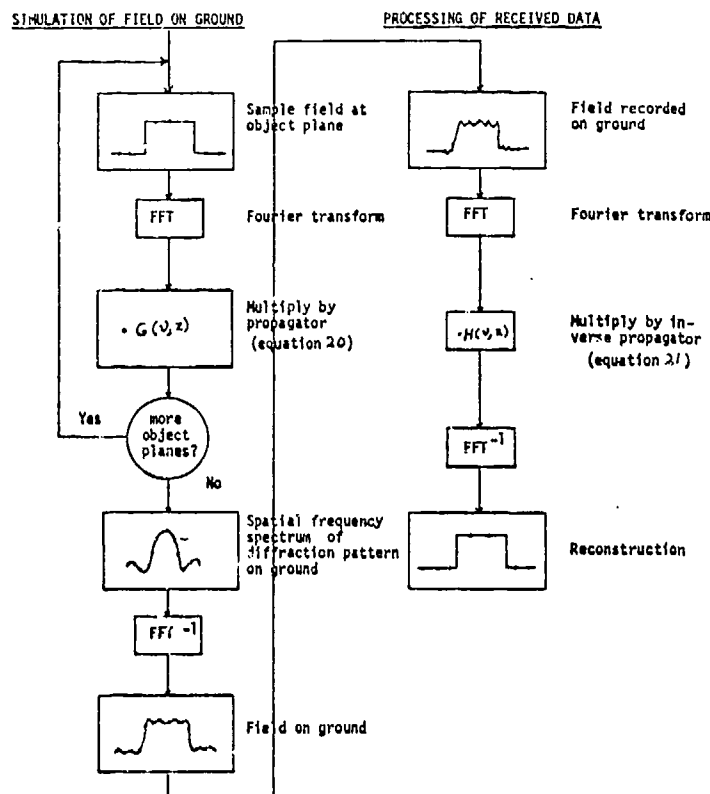 SIMULATION OF FIELD ON GROUND
Sample field at
object plane
FFT
Fourier transform
· G(ν,z)
Multiply by
propagator
(equation 20)
Yes
more
object
planes?
No
Spatial frequency
spectrum of
diffraction pattern
on ground
FFT -1
Field on ground
PROCESSING OF RECEIVED DATA
Field recorded
on ground
FFT
Fourier transform
·H(ν,z)
Multiply by in-
verse propagator
(equation 21)
FFT -1
Reconstruction